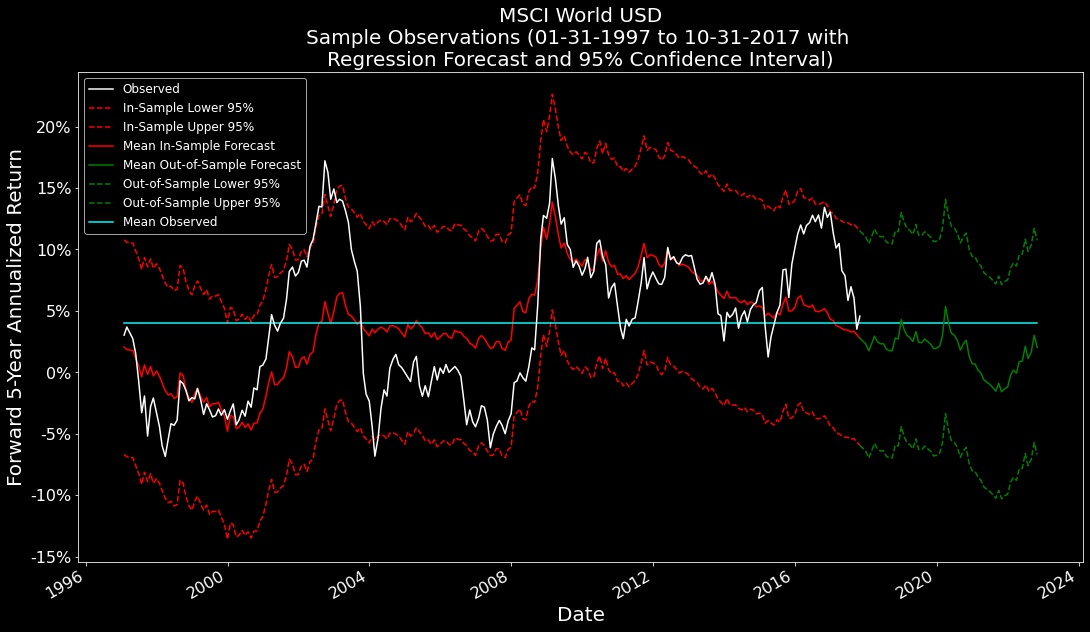 MSCI World USD
Sample Observations (01-31-1997 to 10-31-2017 with
Regression Forecast and 95% Confidence Interval)
Observed
In-Sample Lower 95%
In-Sample Upper 95%
Mean In-Sample Forecast
Mean Out-of-Sample Forecast
Out-of-Sample Lower 95%
Out-of-Sample Upper 95%
Mean Observed
Forward 5-Year Annualized Return
20%
15%
10%
5%
0%
-5%
-10%
-15%
1996
2000
2004
2008
2012
2016
2020
2024
Date